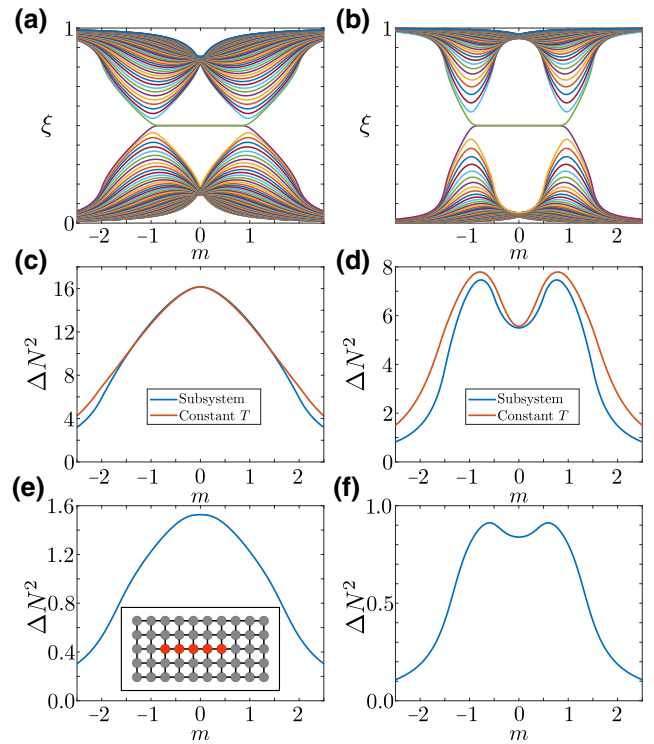 (a) (b)
1 1
ξ ξ
0 0
−2 −1 0 1 2 −2 −1 0 1 2
m m
(c) (d)
16 8
12 6
8 4
4 2
0 0
ΔN² ΔN²
Subsystem Subsystem
Constant T Constant T
−2 −1 0 1 2 −2 −1 0 1 2
m m
(e) (f)
1.6 1.0
1.2
0.8 0.5
0.4
0.0 0.0
ΔN² ΔN²
−2 −1 0 1 2 −2 −1 0 1 2
m m